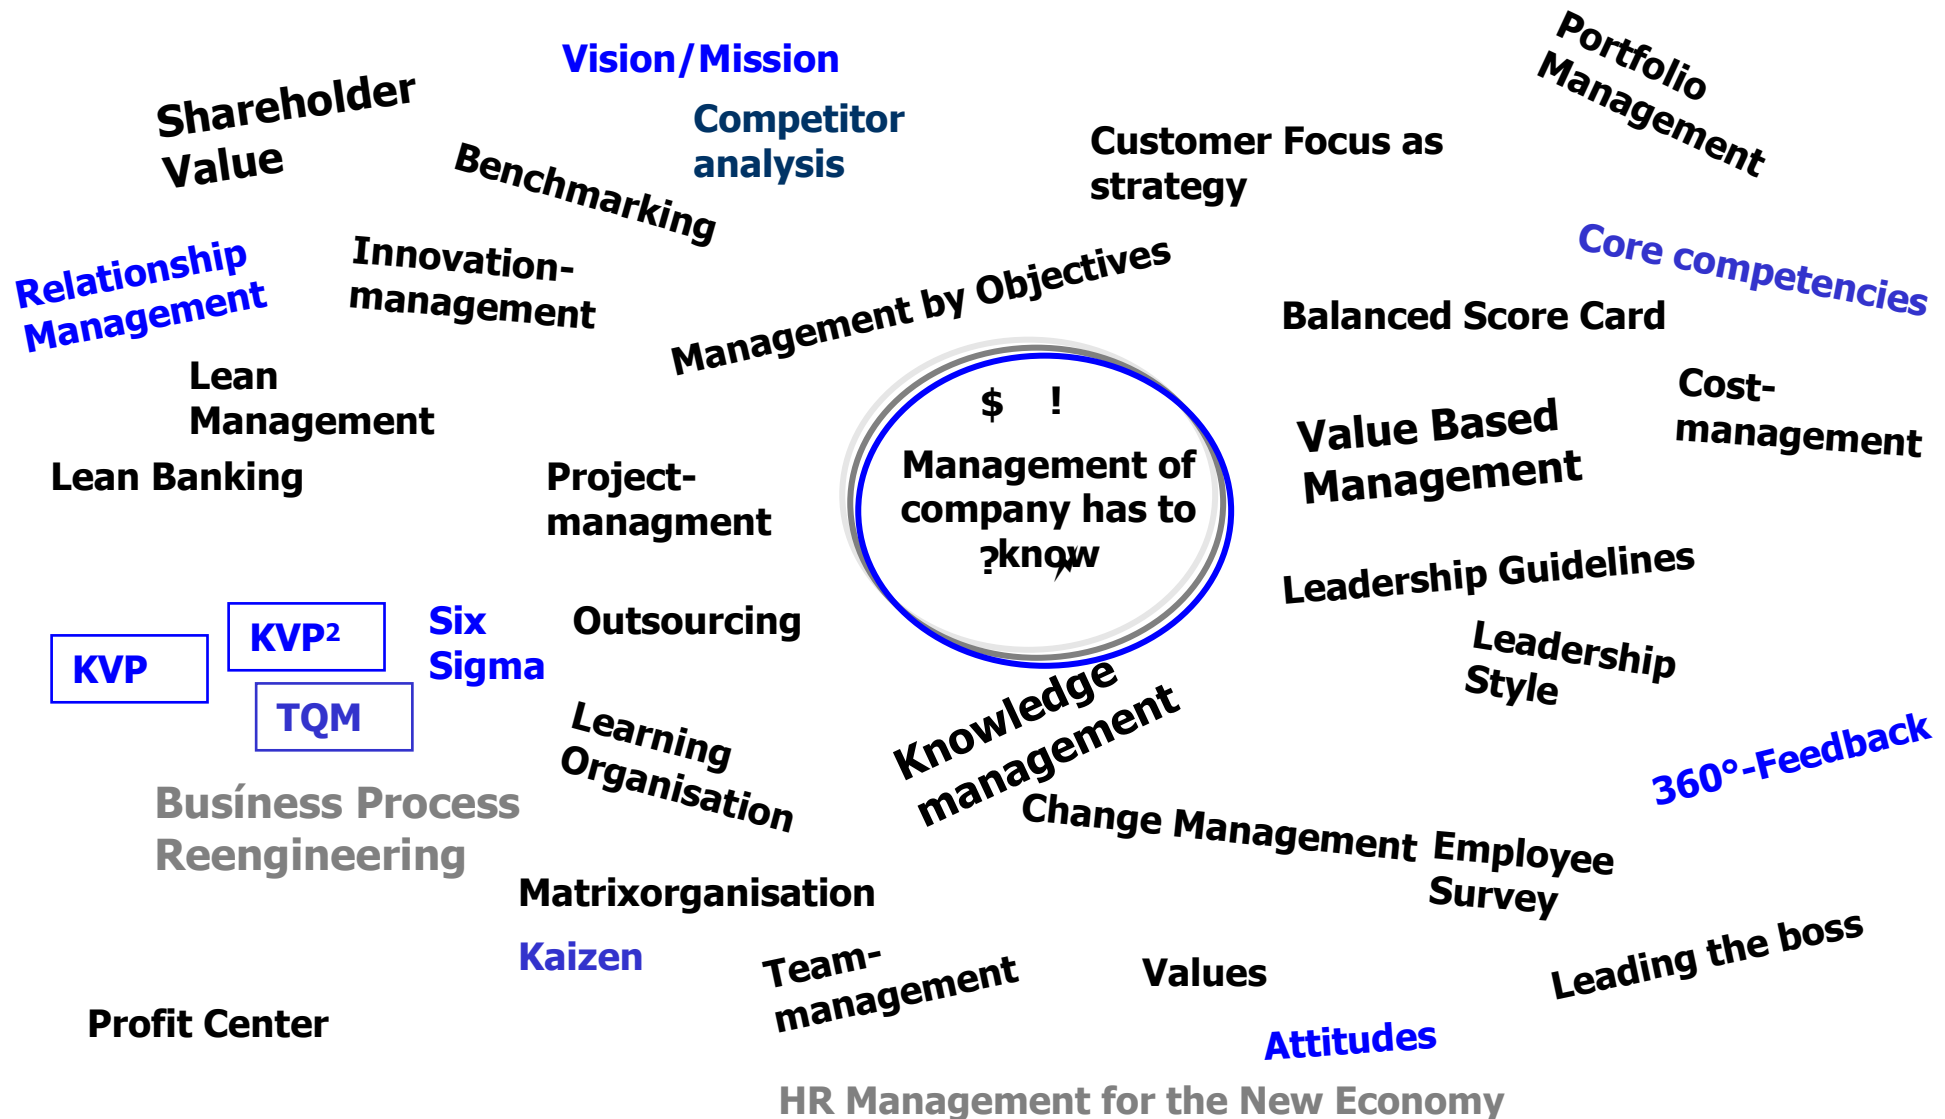 Vision/Mission
Portfolio
Management
Shareholder
Value
Competitor
analysis
Benchmarking
Customer Focus as
strategy
Relationship
Management
Innovation-
management
Management by Objectives
Core competencies
Balanced Score Card
Lean
Management
Cost-
management
$ !
Management of
company has to
?know
Value Based
Management
Lean Banking
Project-
managment
Leadership Guidelines
KVP
KVP²
TQM
Six
Sigma
Outsourcing
Leadership
Style
Learning
Organisation
Knowledge
management
360°-Feedback
Busíness Process
Reengineering
Change Management
Employee
Survey
Matrixorganisation
Kaizen
Team-
management
Values
Leading the boss
Profit Center
Attitudes
HR Management for the New Economy